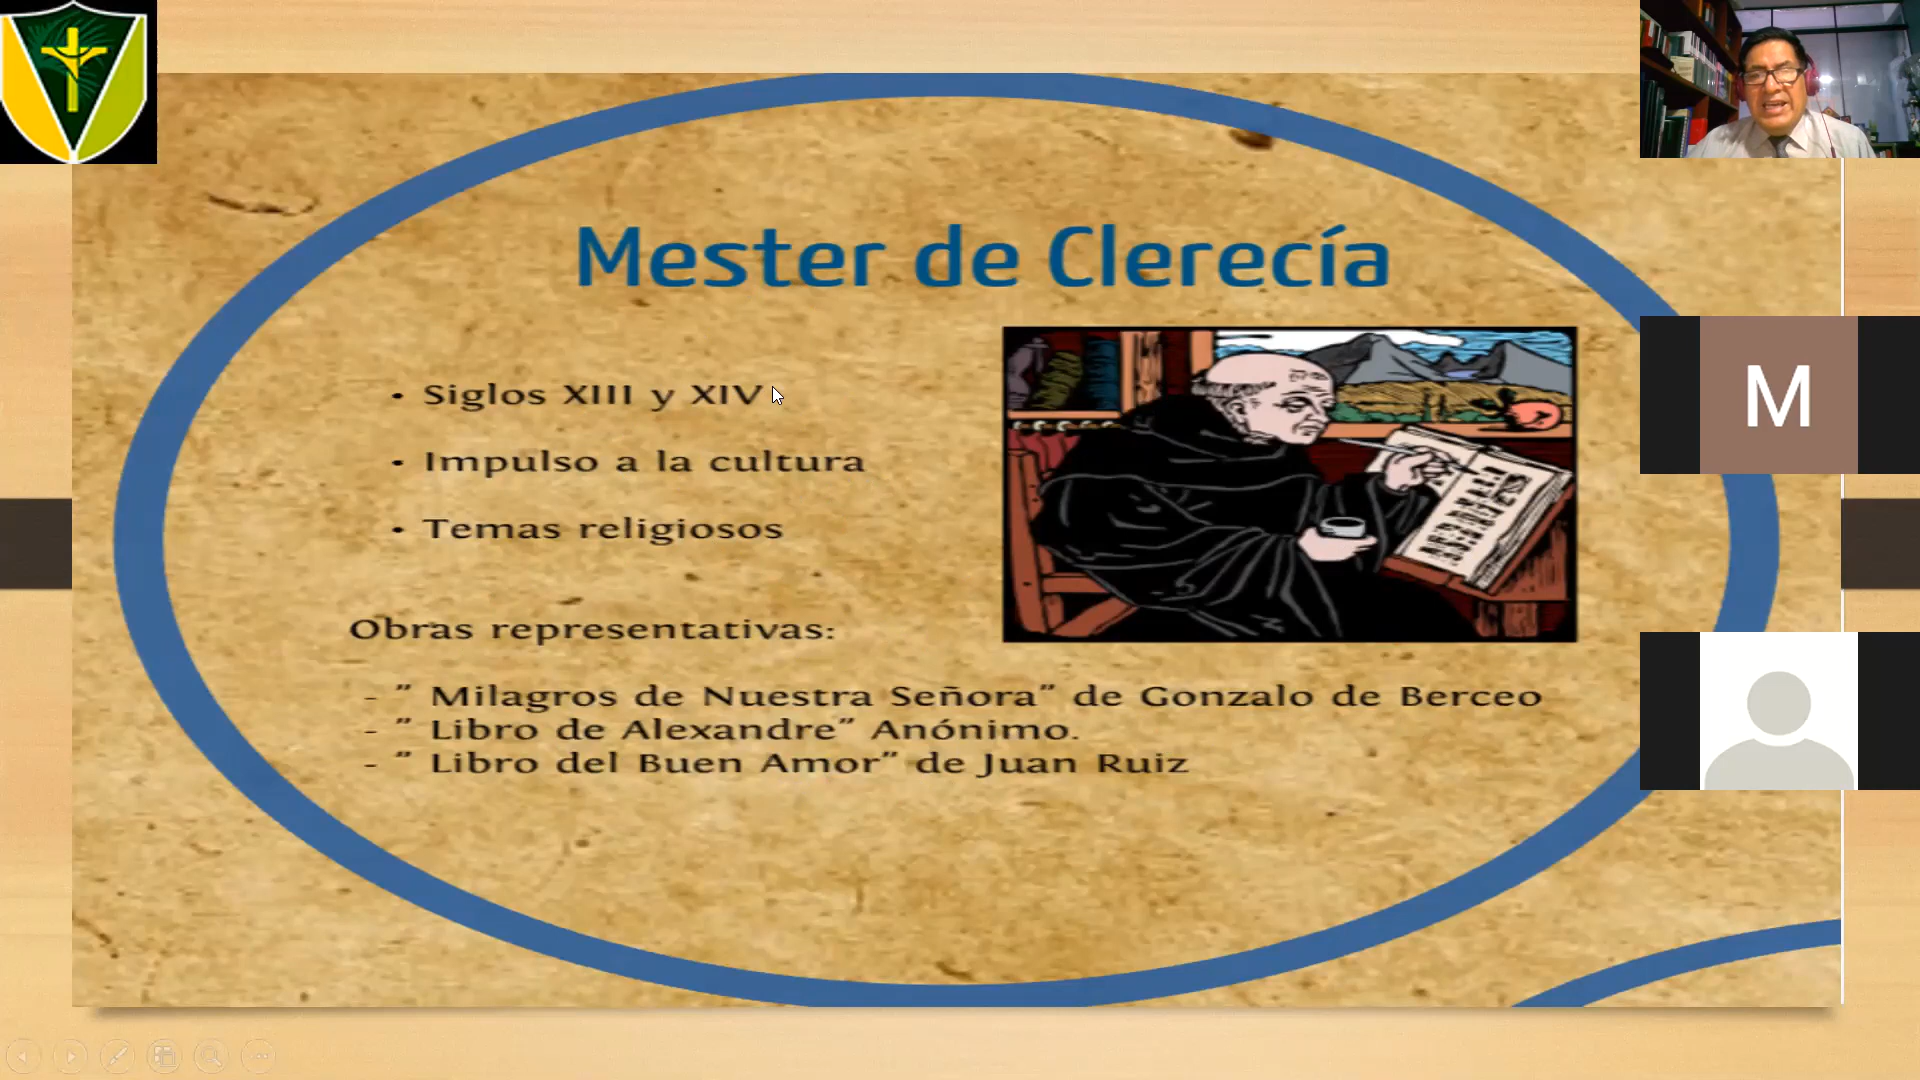 Mester de Clerecía
• Siglos XIII y XIV
• Impulso a la cultura
• Temas religiosos
Obras representativas:
- ” Milagros de Nuestra Señora” de Gonzalo de Berceo
- ” Libro de Alexandre” Anónimo.
- ” Libro del Buen Amor” de Juan Ruiz
M